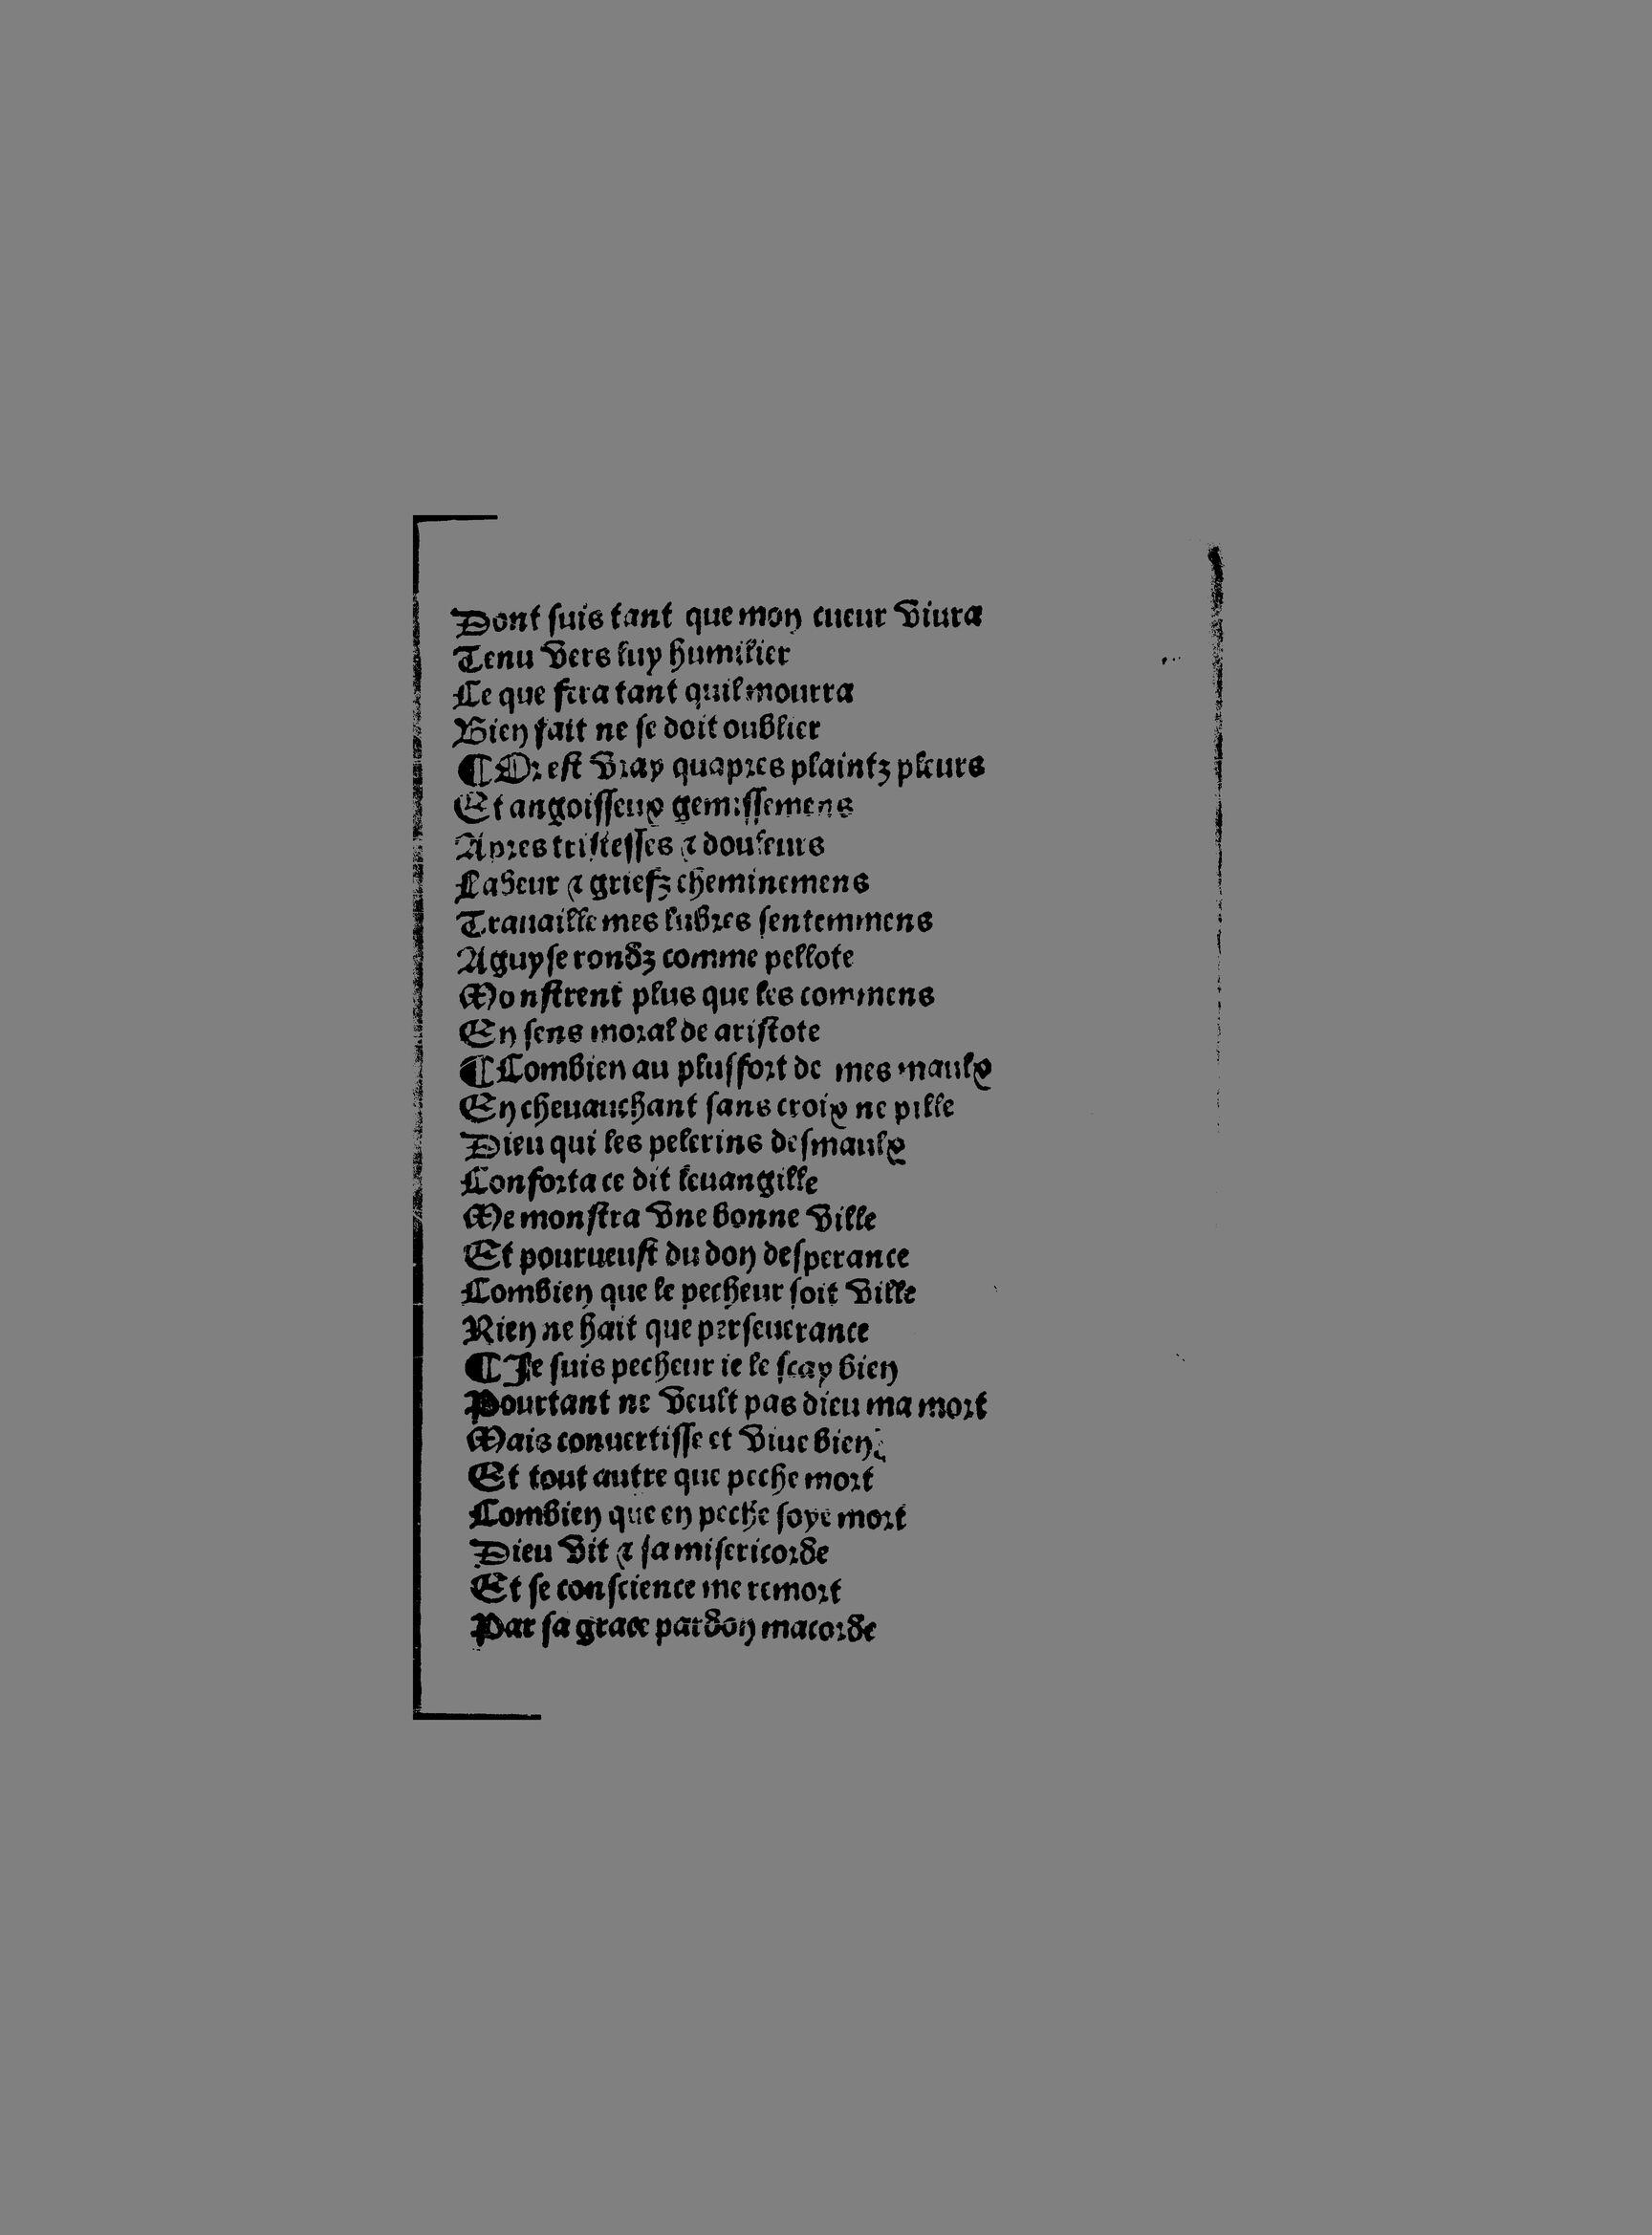 Dont ſuis tant que mon cueur viura
Tenu vers luy humilier
Ce que fera tant quil mourra
Bien fait ne ſe doit oublier
¶Or eſt vray quapres plaintz pleurs
Et angoiſſeux gemiſſemens
Apres triſteſſes ⁊ douleurs
Labeur ⁊ griefz cheminemens
Trauaille mes lubres ſentemmens
Aguyſe rondz comme pellote
Monſtrent plus que les commens
En ſens moral de ariſtote
¶Combien au plus fort de mes maulx
En cheuauchant ſans croix ne pille
Dieu qui les pelerins deſmaulx
Conforta ce dit leuangille
Me monſtra vne bonne ville
Et pourueuſt du don deſperance
Combien que le pecheur ſoit ville
Rien ne hait que perſeuerance
¶Je ſuis pecheur ie le ſcay bien
Pourtant ne veult pas dieu ma mort
Mais conuertiſſe et viue bien
Et tout autre que peche mort
Combien que en peche ſoye mort
Dieu vit ⁊ ſa miſericorde
Et ſe conſcience me remort
Par ſa grace pardon macorde